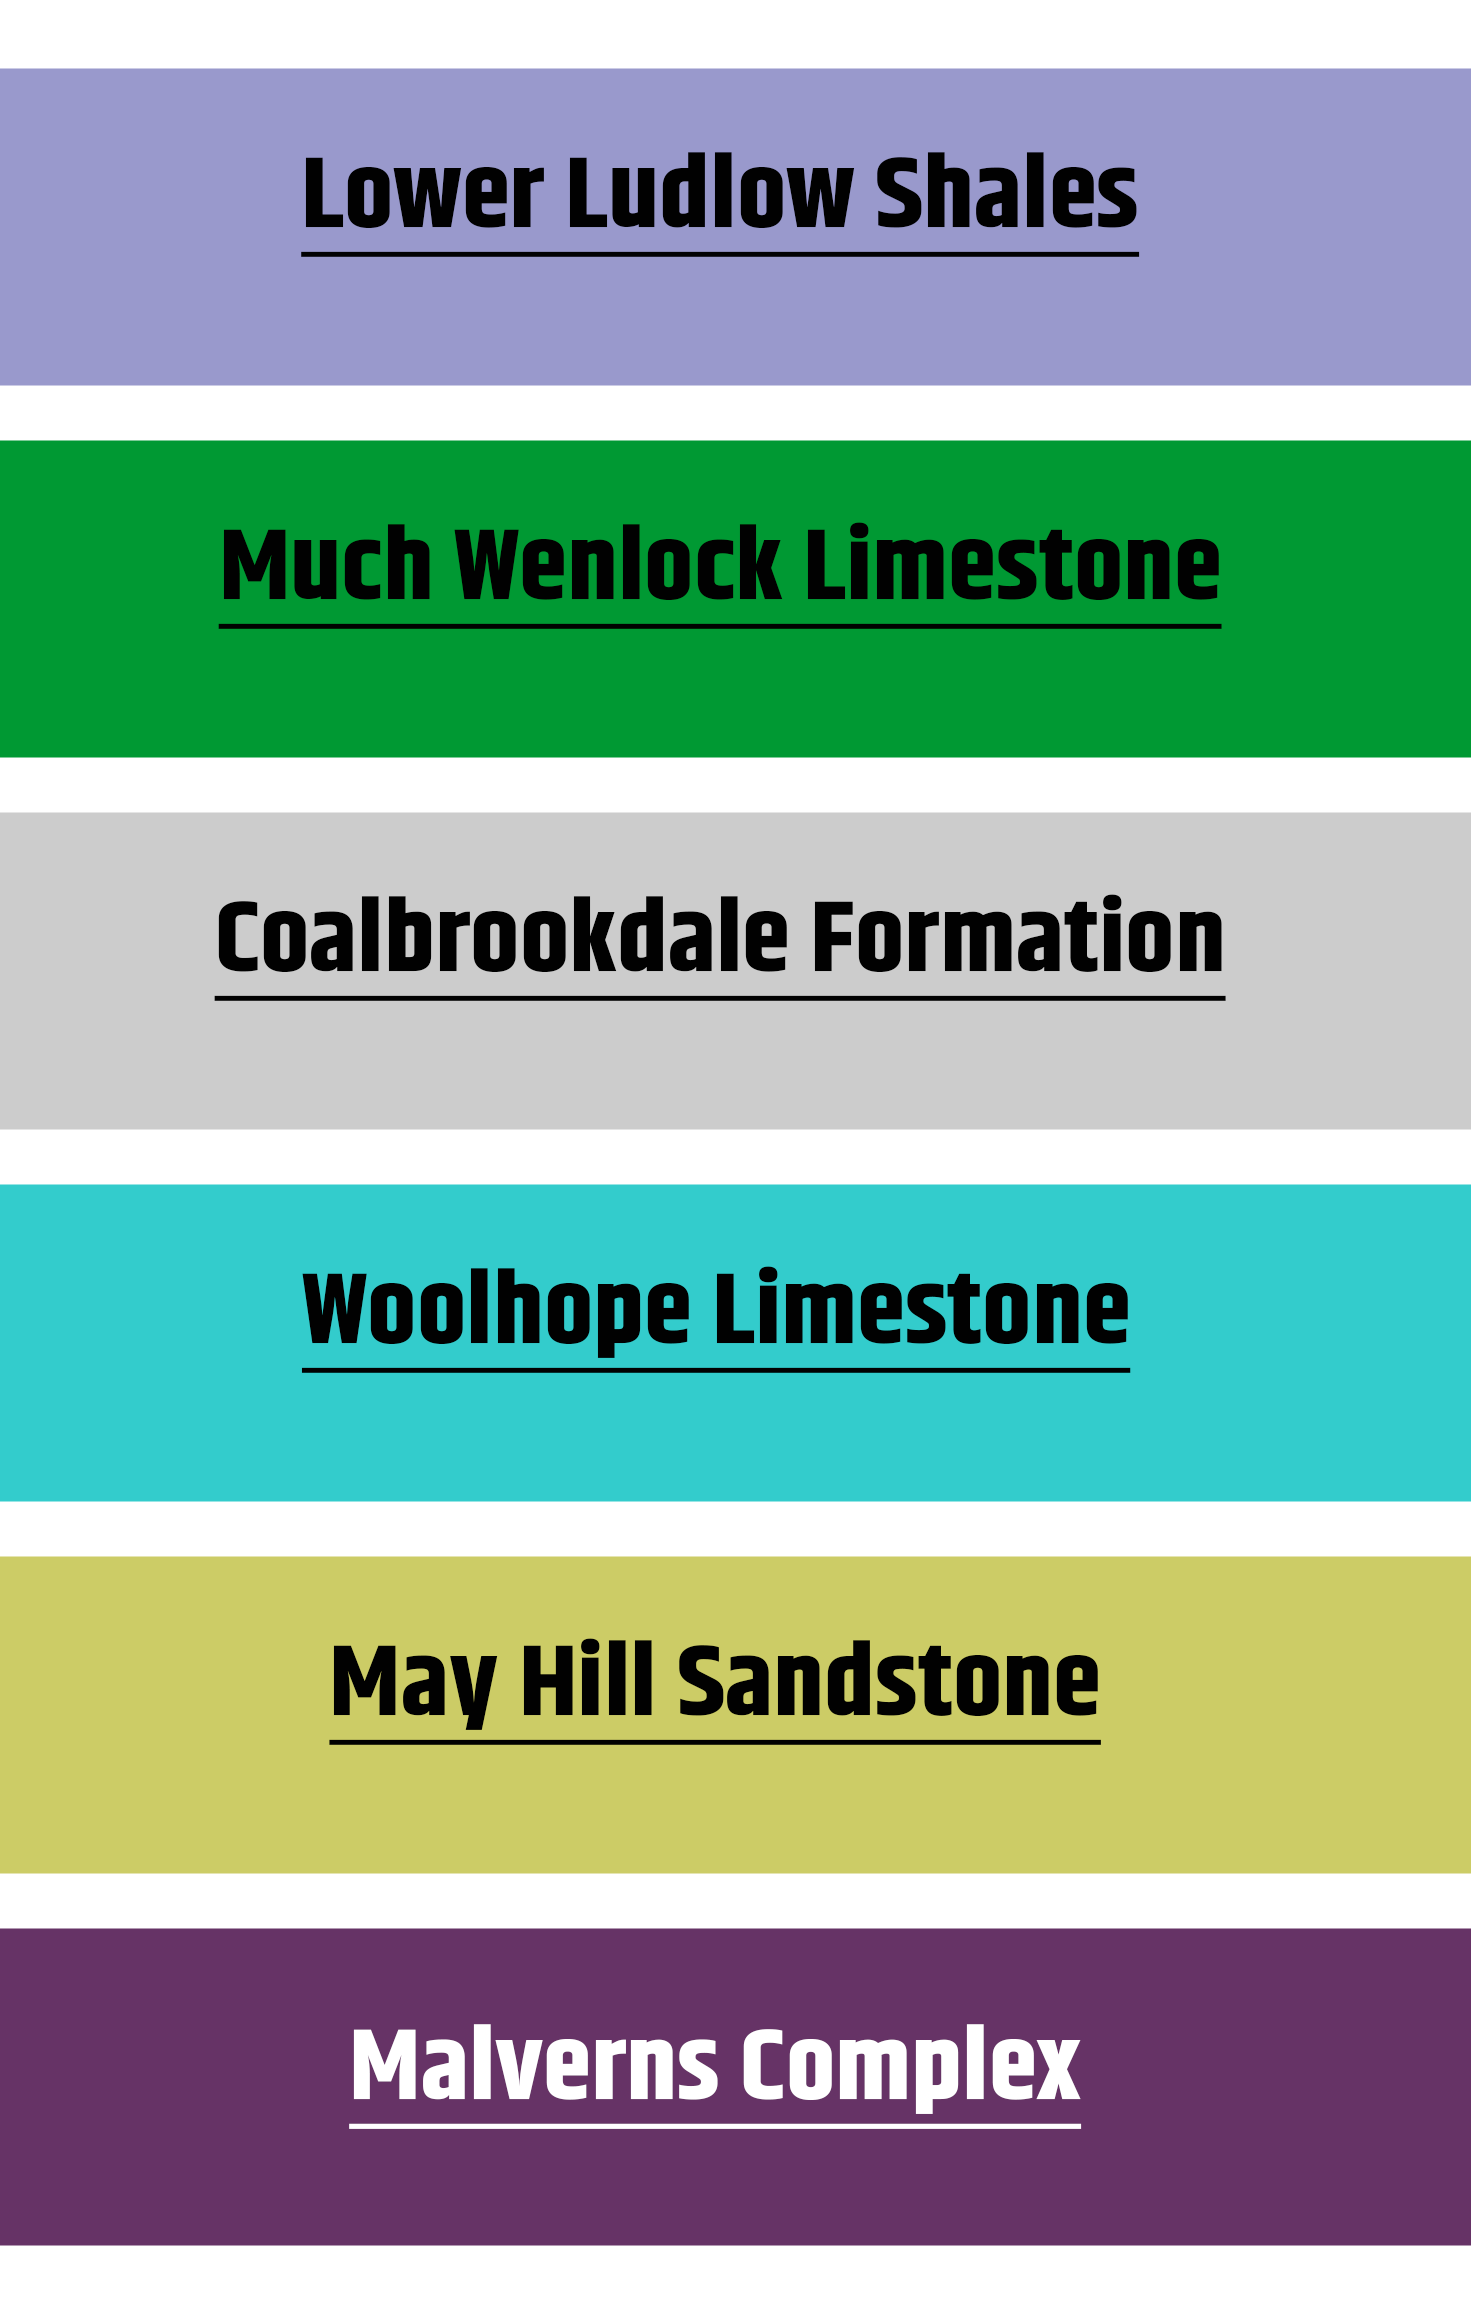 Lower Ludlow Shales
Much Wenlock Limestone
Coalbrookdale Formation
Woolhope Limestone
May Hill Sandstone
Malverns Complex